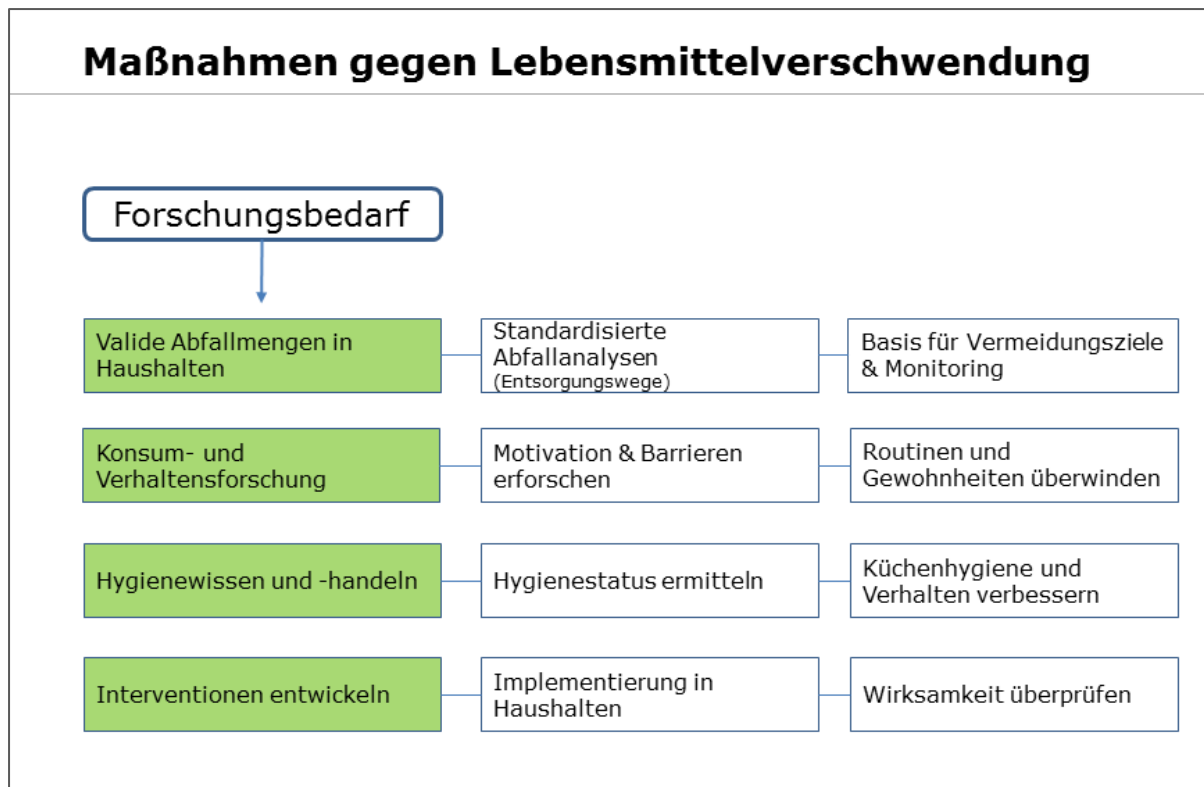 Maßnahmen gegen Lebensmittelverschwendung
Forschungsbedarf
Valide Abfallmengen in
Haushalten
Standardisierte
Abfallanalysen
(Entsorgungswege)
Basis für Vermeidungsziele
& Monitoring
Konsum- und
Verhaltensforschung
Motivation & Barrieren
erforschen
Routinen und
Gewohnheiten überwinden
Hygienewissen und -handeln
Hygienestatus ermitteln
Küchenhygiene und
Verhalten verbessern
Interventionen entwickeln
Implementierung in
Haushalten
Wirksamkeit überprüfen